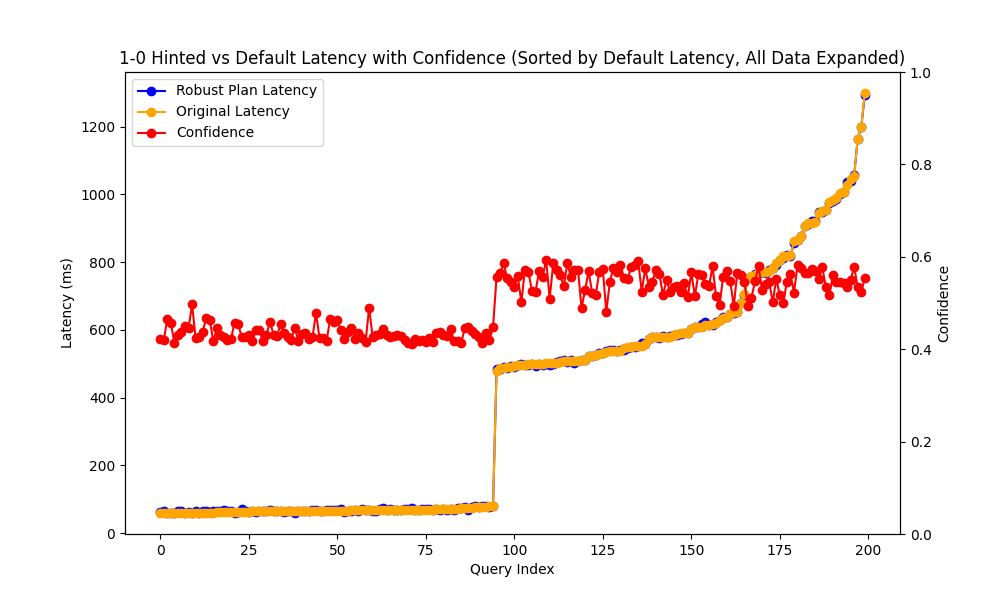 1-0 Hinted vs Default Latency with Confidence (Sorted by Default Latency, All Data Expanded)
Robust Plan Latency
Original Latency
Confidence
Latency (ms)
1200
1000
800
600
400
200
0
1.0
0.8
0.6
0.4
0.2
0.0
Confidence
0 25 50 75 100 125 150 175 200
Query Index